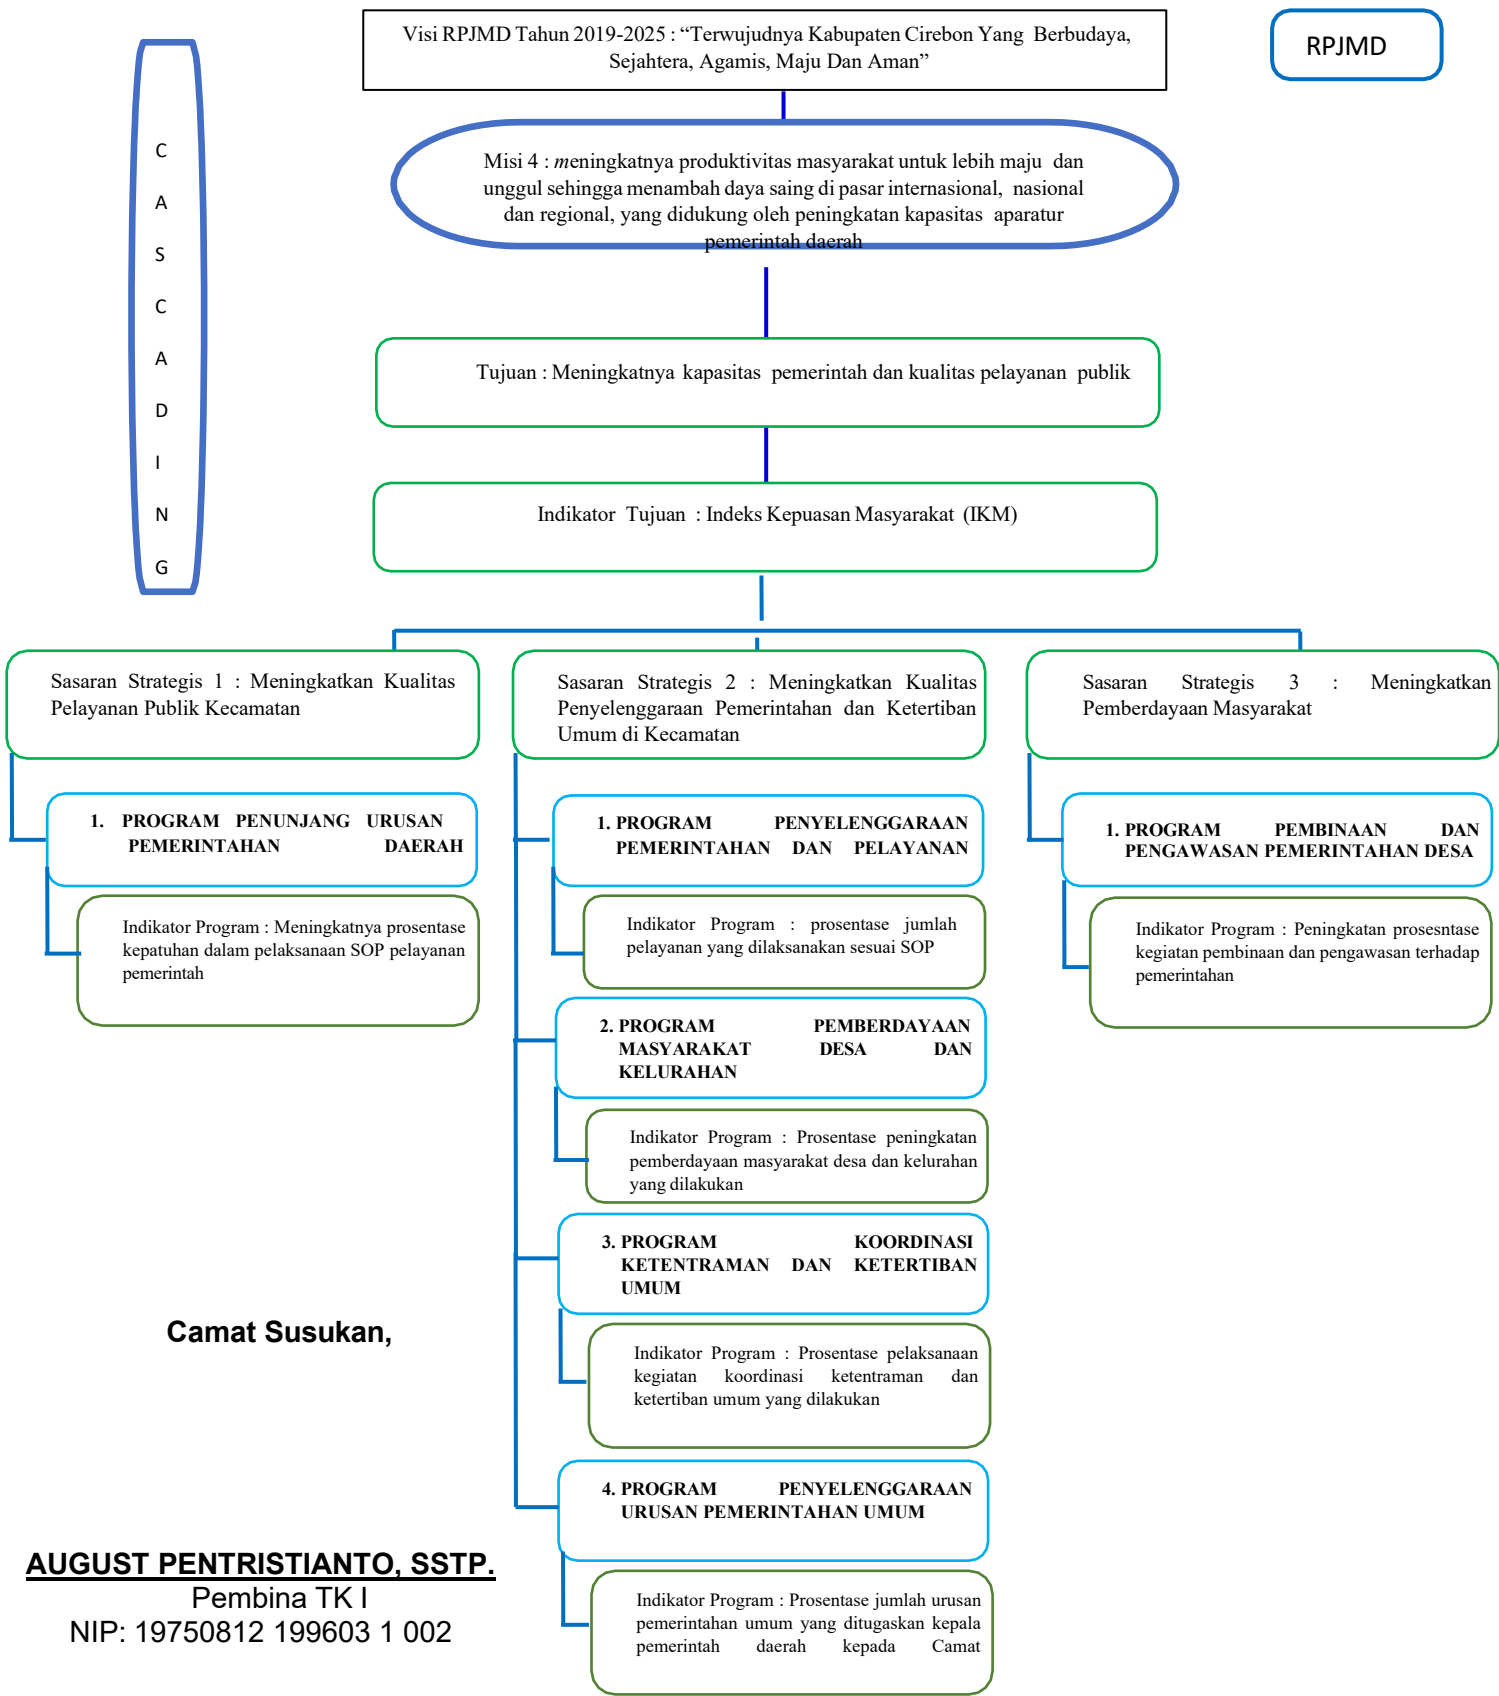 Visi RPJMD Tahun 2019-2025 : “Terwujudnya Kabupaten Cirebon Yang Berbudaya,
Sejahtera, Agamis, Maju Dan Aman”
RPJMD
C
A
S
C
A
D
I
N
G
Misi 4 : meningkatnya produktivitas masyarakat untuk lebih maju dan
unggul sehingga menambah daya saing di pasar internasional, nasional
dan regional, yang didukung oleh peningkatan kapasitas aparatur
pemerintah daerah
Tujuan : Meningkatnya kapasitas pemerintah dan kualitas pelayanan publik
Indikator Tujuan : Indeks Kepuasan Masyarakat (IKM)
Sasaran Strategis 1 : Meningkatkan Kualitas
Pelayanan Publik Kecamatan
1. PROGRAM PENUNJANG URUSAN
PEMERINTAHAN DAERAH
Indikator Program : Meningkatnya prosentase
kepatuhan dalam pelaksanaan SOP pelayanan
pemerintah
Sasaran Strategis 2 : Meningkatkan Kualitas
Penyelenggaraan Pemerintahan dan Ketertiban
Umum di Kecamatan
1. PROGRAM PENYELENGGARAAN
PEMERINTAHAN DAN PELAYANAN
Indikator Program : prosentase jumlah
pelayanan yang dilaksanakan sesuai SOP
2. PROGRAM PEMBERDAYAAN
MASYARAKAT DESA DAN
KELURAHAN
Indikator Program : Prosentase peningkatan
pemberdayaan masyarakat desa dan kelurahan
yang dilakukan
3. PROGRAM KOORDINASI
KETENTRAMAN DAN KETERTIBAN
UMUM
Indikator Program : Prosentase pelaksanaan
kegiatan koordinasi ketentraman dan
ketertiban umum yang dilakukan
4. PROGRAM PENYELENGGARAAN
URUSAN PEMERINTAHAN UMUM
Indikator Program : Prosentase jumlah urusan
pemerintahan umum yang ditugaskan kepala
pemerintah daerah kepada Camat
Sasaran Strategis 3 : Meningkatkan
Pemberdayaan Masyarakat
1. PROGRAM PEMBINAAN DAN
PENGAWASAN PEMERINTAHAN DESA
Indikator Program : Peningkatan prosesntase
kegiatan pembinaan dan pengawasan terhadap
pemerintahan
Camat Susukan,
AUGUST PENTRISTIANTO, SSTP.
Pembina TK I
NIP: 19750812 199603 1 002